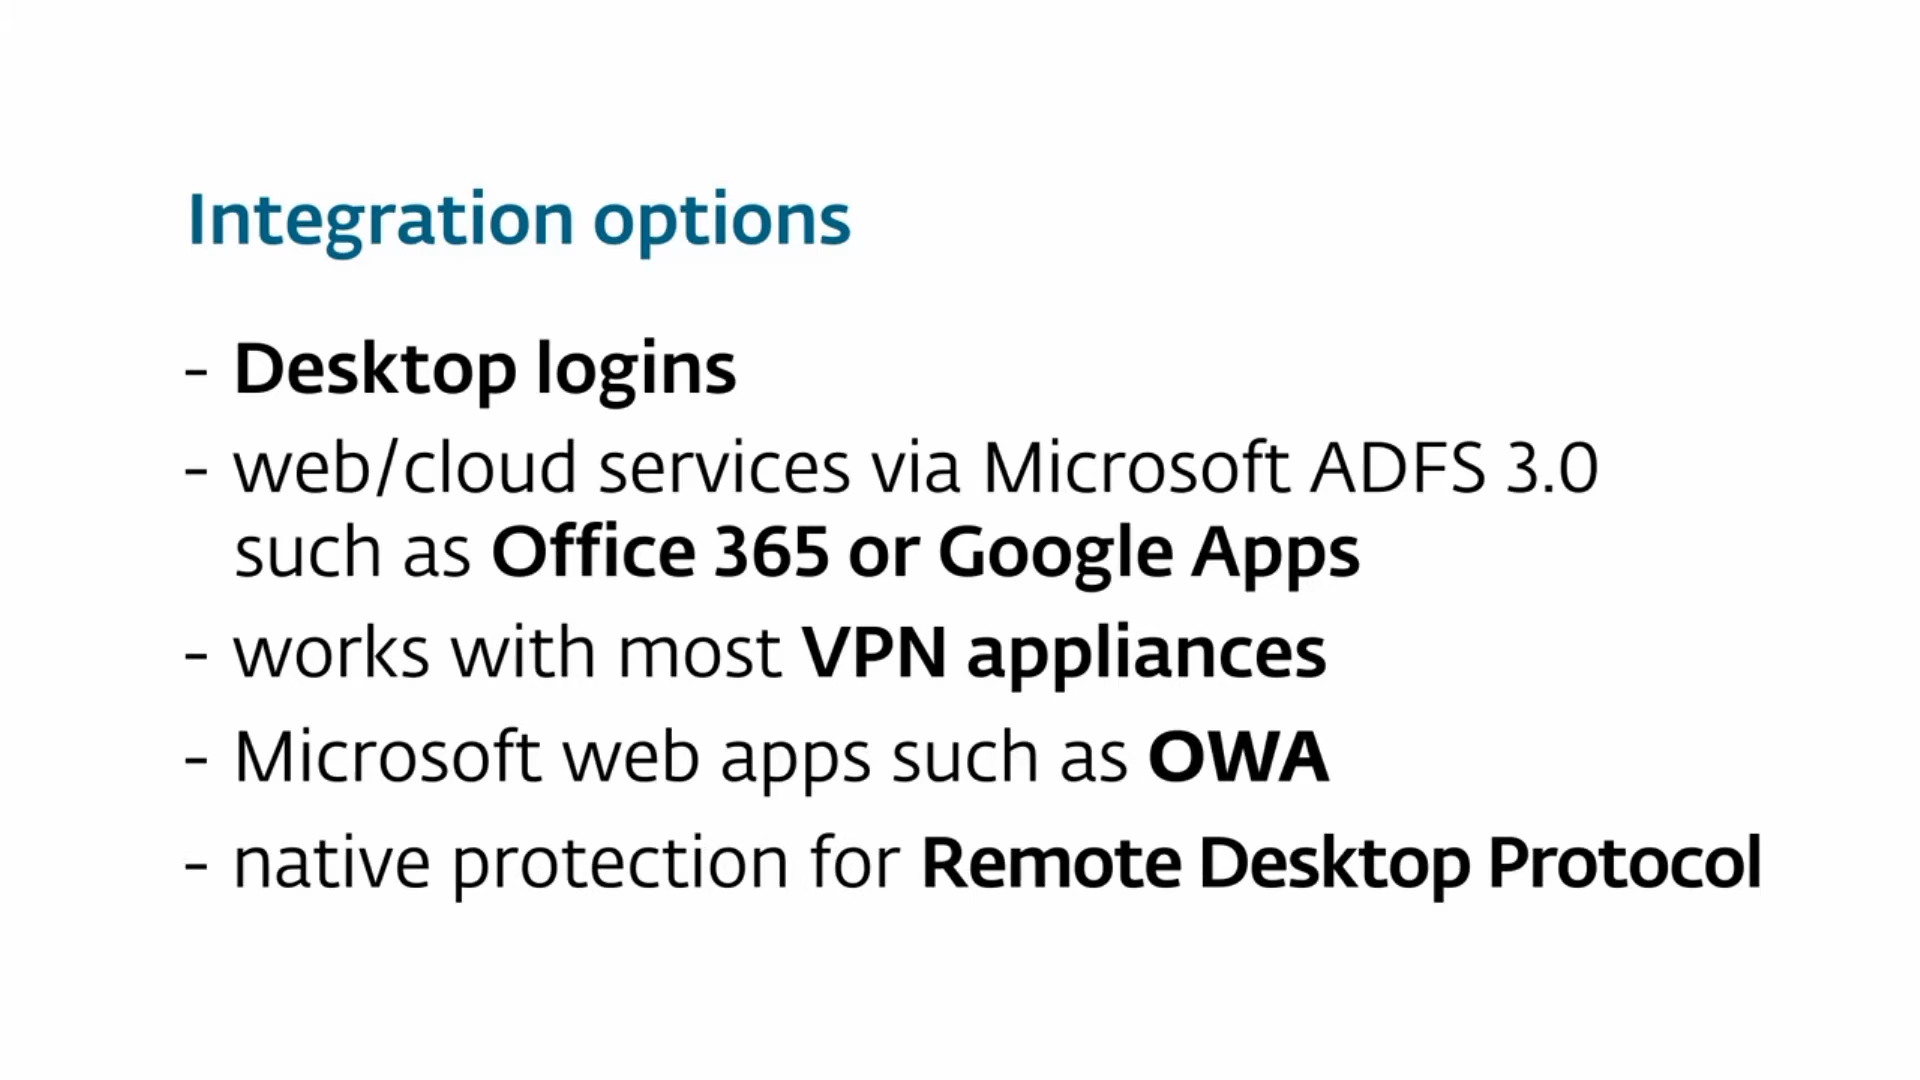 Integration options
- Desktop logins
- web/cloud services via Microsoft ADFS 3.0
such as Office 365 or Google Apps
- works with most VPN appliances
- Microsoft web apps such as OWA
- native protection for Remote Desktop Protocol